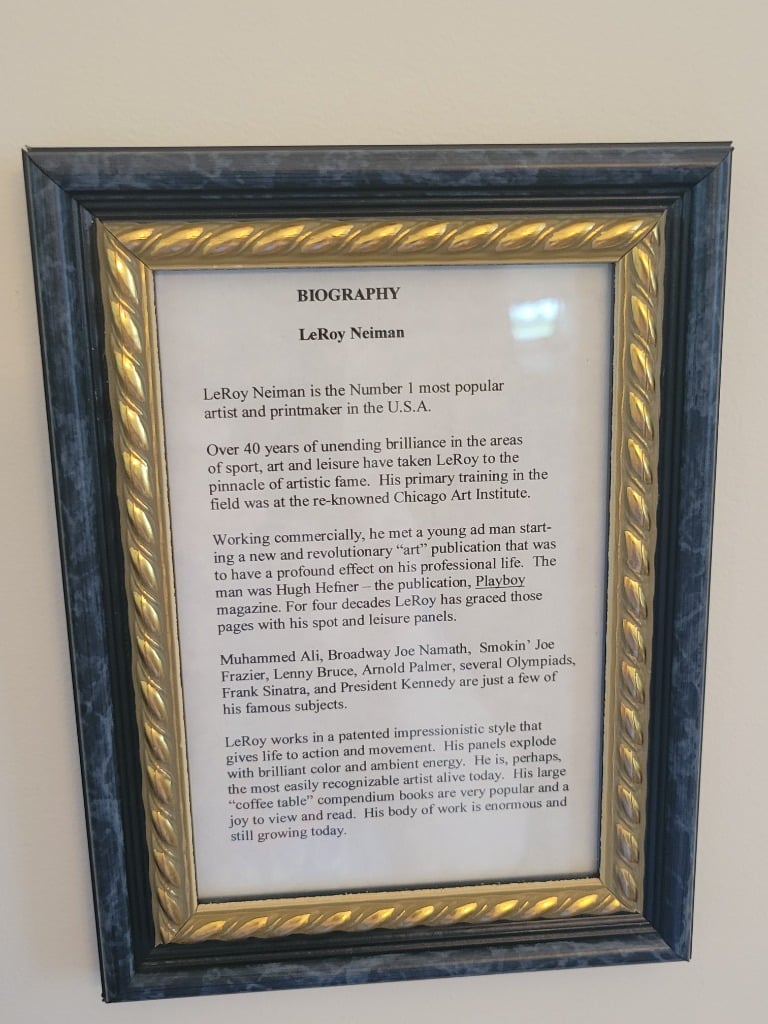 BIOGRAPHY
LeRoy Neiman
LeRoy Neiman is the Number 1 most popular
artist and printmaker in the U.S.A.
Over 40 years of unending brilliance in the areas
of sport, art and leisure have taken LeRoy to the
pinnacle of artistic fame.  His primary training in the
field was at the re-knowned Chicago Art Institute.
Working commercially, he met a young ad man start-
ing a new and revolutionary “art” publication that was
to have a profound effect on his professional life.  The
man was Hugh Hefner – the publication, Playboy
magazine. For four decades LeRoy has graced those
pages with his spot and leisure panels.
Muhammed Ali, Broadway Joe Namath,  Smokin’ Joe
Frazier, Lenny Bruce, Arnold Palmer, several Olympiads,
Frank Sinatra, and President Kennedy are just a few of
his famous subjects.
LeRoy works in a patented impressionistic style that
gives life to action and movement.  His panels explode
with brilliant color and ambient energy.  He is, perhaps,
the most easily recognizable artist alive today.  His large
“coffee table” compendium books are very popular and a
joy to view and read.  His body of work is enormous and
still growing today.